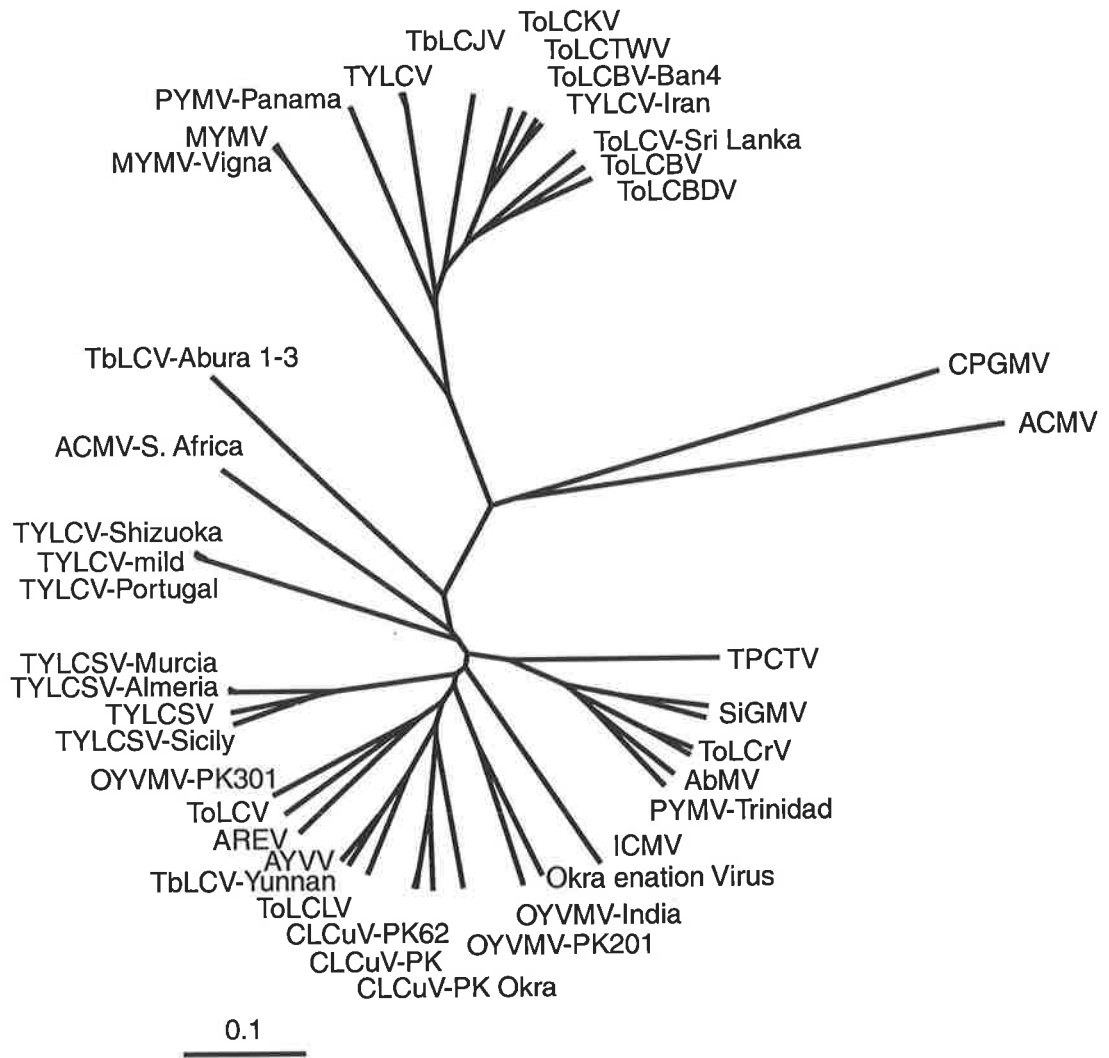 ToLCKV
TbLCJV
ToLCTWV
TYLCV
ToLCBV-Ban4
PYMV-Panama
TYLCV-Iran
MYMV
ToLCV-Sri Lanka
MYMV-Vigna
ToLCBV
ToLCBDV
TbLCV-Abura 1-3
CPGMV
ACMV
ACMV-S. Africa
TYLCV-Shizuoka
TYLCV-mild
TYLCV-Portugal
TPCTV
TYLCSV-Murcia
TYLCSV-Almeria
TYLCSV
SiGMV
TYLCSV-Sicily
ToLCrV
OYVMV-PK301
AbMV
ToLCV
PYMV-Trinidad
AREV
ICMV
AYVV
TbLCV-Yunnan
Okra enation Virus
ToLCLV
OYVMV-India
CLCuV-PK62
OYVMV-PK201
CLCuV-PK
CLCuV-PK Okra
0.1